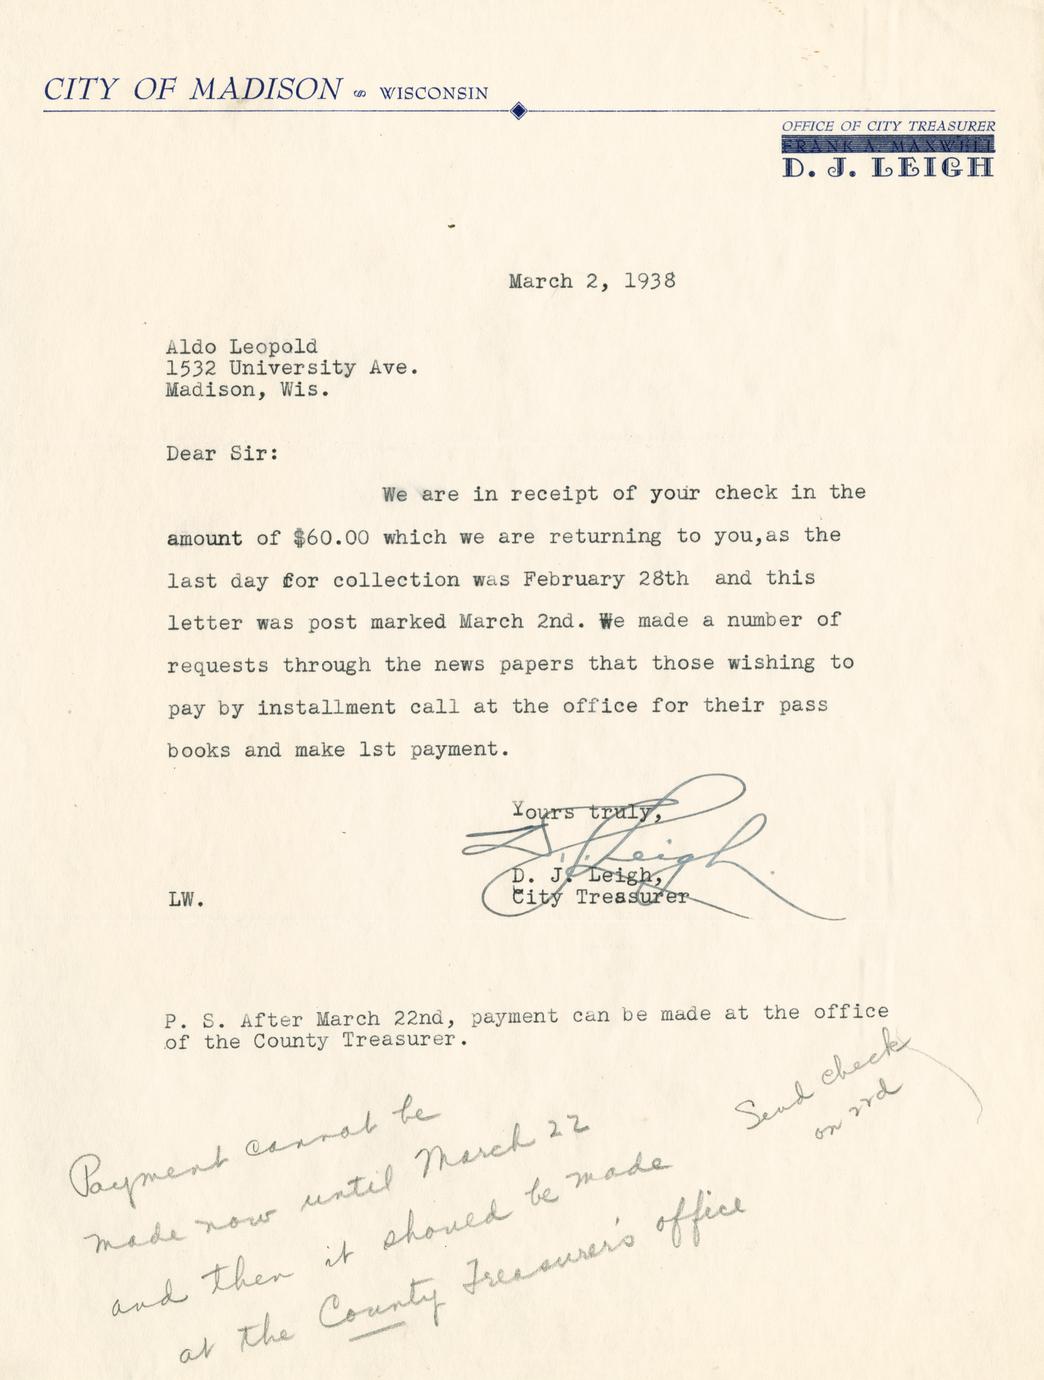 CITY OF MADISON WISCONSIN
OFFICE OF CITY TREASURER
FRANK A. MAXWELL
D. J. LEIGH
March 2, 1938
Aldo Leopold
1532 University Ave.
Madison, Wis.
Dear Sir:
We are in receipt of your check in the
amount of $60.00 which we are returning to you,as the
last day for collection was February 28th and this
letter was post marked March 2nd. We made a number of
requests through the news papers that those wishing to
pay by installment call at the office for their pass
books and make 1st payment.
Yours truly,
D. J. Leigh
D. J. Leigh,
City Treasurer
LW.
P. S. After March 22nd, payment can be made at the office
of the County Treasurer.
Send check
on 22d
Payment cannot be
made now until March 22
and then it should be made
at the County Treasurer's office